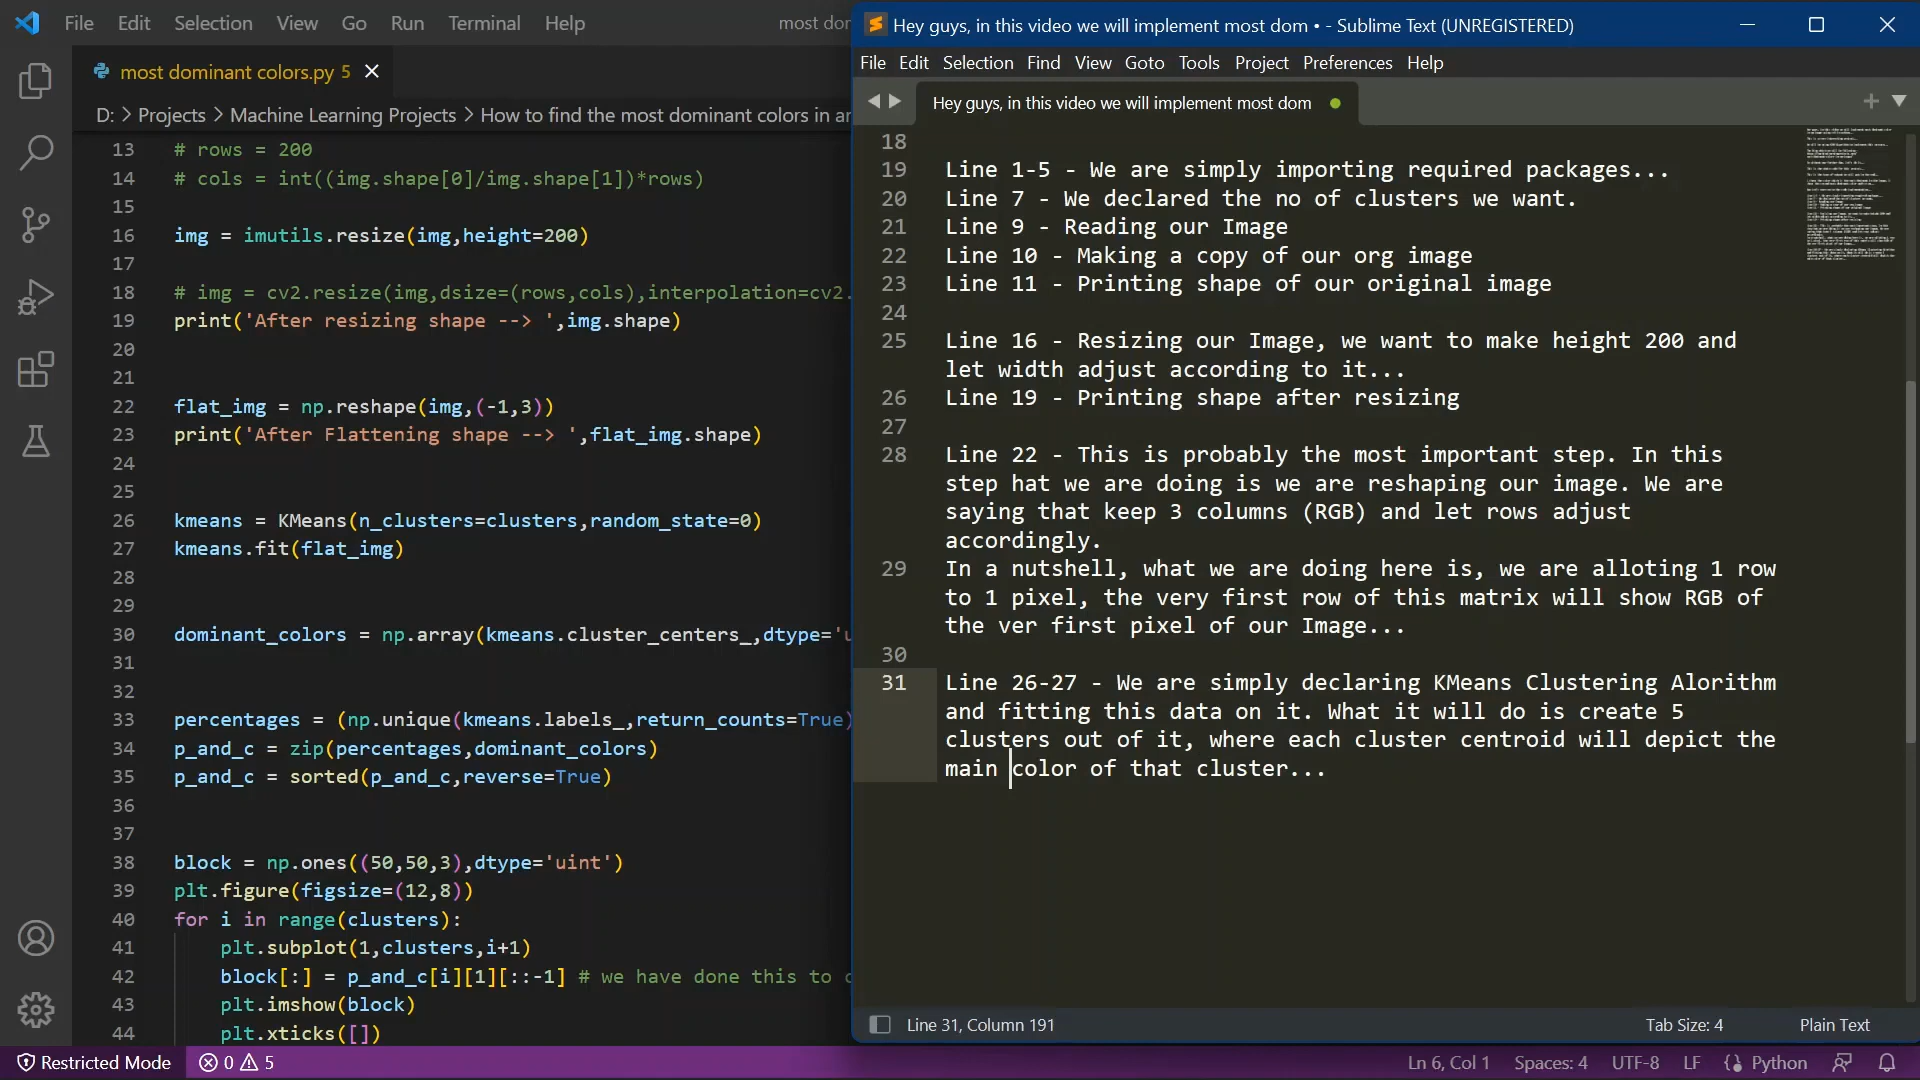 File Edit Selection View Go Run Terminal Help
most dor
most dominant colors.py 5
D: > Projects > Machine Learning Projects > How to find the most dominant colors in an
13 # rows = 200
14 # cols = int((img.shape[0]/img.shape[1])*rows)
15
16 img = imutils.resize(img,height=200)
17
18 # img = cv2.resize(img,dsize=(rows,cols),interpolation=cv2.
19 print('After resizing shape --> ',img.shape)
20
21
22 flat_img = np.reshape(img,(-1,3))
23 print('After Flattening shape --> ',flat_img.shape)
24
25
26 kmeans = KMeans(n_clusters=clusters,random_state=0)
27 kmeans.fit(flat_img)
28
29
30 dominant_colors = np.array(kmeans.cluster_centers_,dtype='u
31
32
33 percentages = (np.unique(kmeans.labels_,return_counts=True)
34 p_and_c = zip(percentages,dominant_colors)
35 p_and_c = sorted(p_and_c,reverse=True)
36
37
38 block = np.ones((50,50,3),dtype='uint')
39 plt.figure(figsize=(12,8))
40 for i in range(clusters):
41 plt.subplot(1,clusters,i+1)
42 block[:] = p_and_c[i][1][::-1] # we have done this to c
43 plt.imshow(block)
44 plt.xticks([])
Restricted Mode 0 5
Hey guys, in this video we will implement most dom • - Sublime Text (UNREGISTERED)
File Edit Selection Find View Goto Tools Project Preferences Help
Hey guys, in this video we will implement most dom
18
19 Line 1-5 - We are simply importing required packages...
20 Line 7 - We declared the no of clusters we want.
21 Line 9 - Reading our Image
22 Line 10 - Making a copy of our org image
23 Line 11 - Printing shape of our original image
24
25 Line 16 - Resizing our Image, we want to make height 200 and
let width adjust according to it...
26 Line 19 - Printing shape after resizing
27
28 Line 22 - This is probably the most important step. In this
step hat we are doing is we are reshaping our image. We are
saying that keep 3 columns (RGB) and let rows adjust
accordingly.
29 In a nutshell, what we are doing here is, we are alloting 1 row
to 1 pixel, the very first row of this matrix will show RGB of
the ver first pixel of our Image...
30
31 Line 26-27 - We are simply declaring KMeans Clustering Alorithm
and fitting this data on it. What it will do is create 5
clusters out of it, where each cluster centroid will depict the
main color of that cluster...
Line 31, Column 191 Tab Size: 4 Plain Text
Ln 6, Col 1 Spaces: 4 UTF-8 LF Python